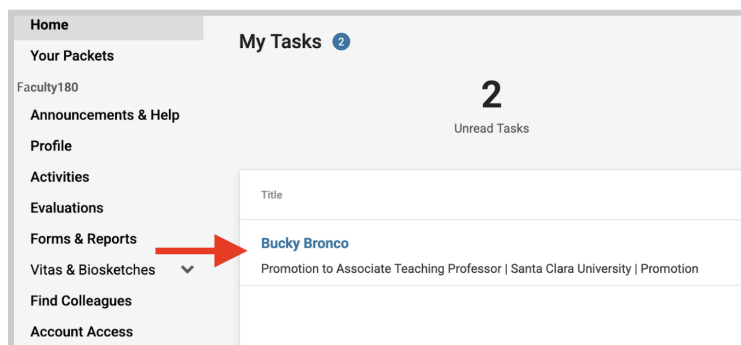 Home
Your Packets
Faculty180
Announcements & Help
Profile
Activities
Evaluations
Forms & Reports
Vitas & Biosketches
Find Colleagues
Account Access
My Tasks 2
2
Unread Tasks
Title
Bucky Bronco
Promotion to Associate Teaching Professor | Santa Clara University | Promotion